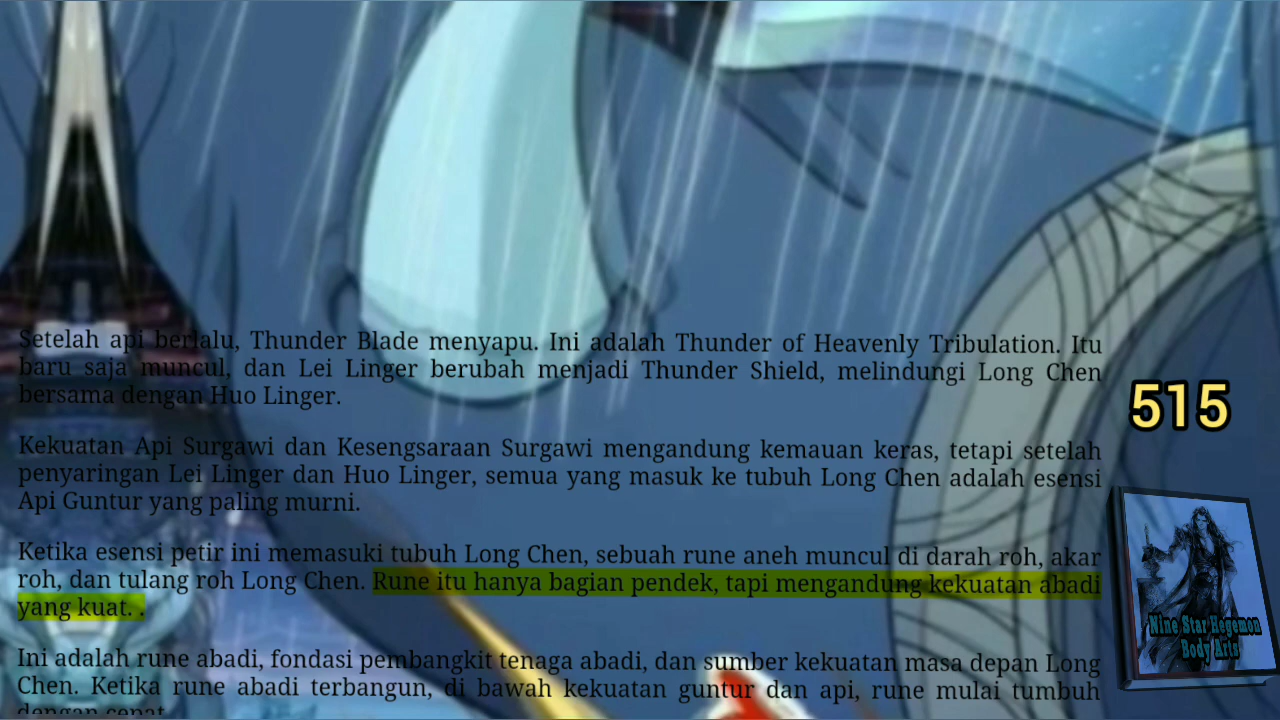 Setelah api berlalu, Thunder Blade menyapu. Ini adalah Thunder of Heavenly Tribulation. Itu
baru saja muncul, dan Lei Linger berubah menjadi Thunder Shield, melindungi Long Chen
bersama dengan Huo Linger.
Kekuatan Api Surgawi dan Kesengsaraan Surgawi mengandung kemauan keras, tetapi setelah
penyaringan Lei Linger dan Huo Linger, semua yang masuk ke tubuh Long Chen adalah esensi
Api Guntur yang paling murni.
Ketika esensi petir ini memasuki tubuh Long Chen, sebuah rune aneh muncul di darah roh, akar
roh, dan tulang roh Long Chen. Rune itu hanya bagian pendek, tapi mengandung kekuatan abadi
yang kuat. .
Ini adalah rune abadi, fondasi pembangkit tenaga abadi, dan sumber kekuatan masa depan Long
Chen. Ketika rune abadi terbangun, di bawah kekuatan guntur dan api, rune mulai tumbuh
dengan cepat.
515
Nine Star Hegemon
Body Arts